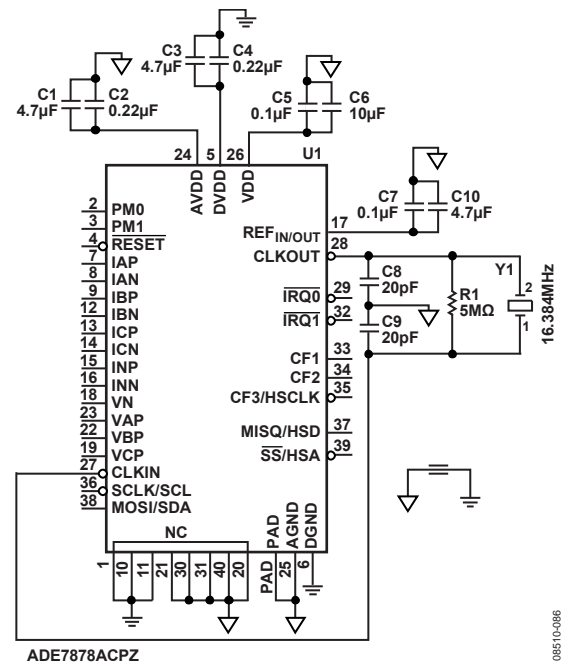 C3
4.7µF
C4
0.22µF
C1
4.7µF
C2
0.22µF
C5
0.1µF
C6
10µF
24
5
26
U1
AVDD
DVDD
VDD
C7
0.1µF
C10
4.7µF
2
PM0
3
PM1
4
RESET
7
IAP
8
IAN
9
IBP
12
IBN
13
ICP
14
ICN
15
INP
16
INN
18
VN
23
VAP
22
VBP
19
VCP
27
CLKIN
36
SCLK/SCL
38
MOSI/SDA
REFIN/OUT
17
CLKOUT
28
IRQ0
29
IRQ1
32
CF1
33
CF2
34
CF3/HSCLK
35
MISQ/HSD
37
SS/HSA
39
C8
20pF
C9
20pF
R1
5MΩ
Y1
2
1
16.384MHz
NC
PAD
AGND
DGND
1
10
11
21
30
31
40
20
PAD
25
6
ADE7878ACPZ
08510-086